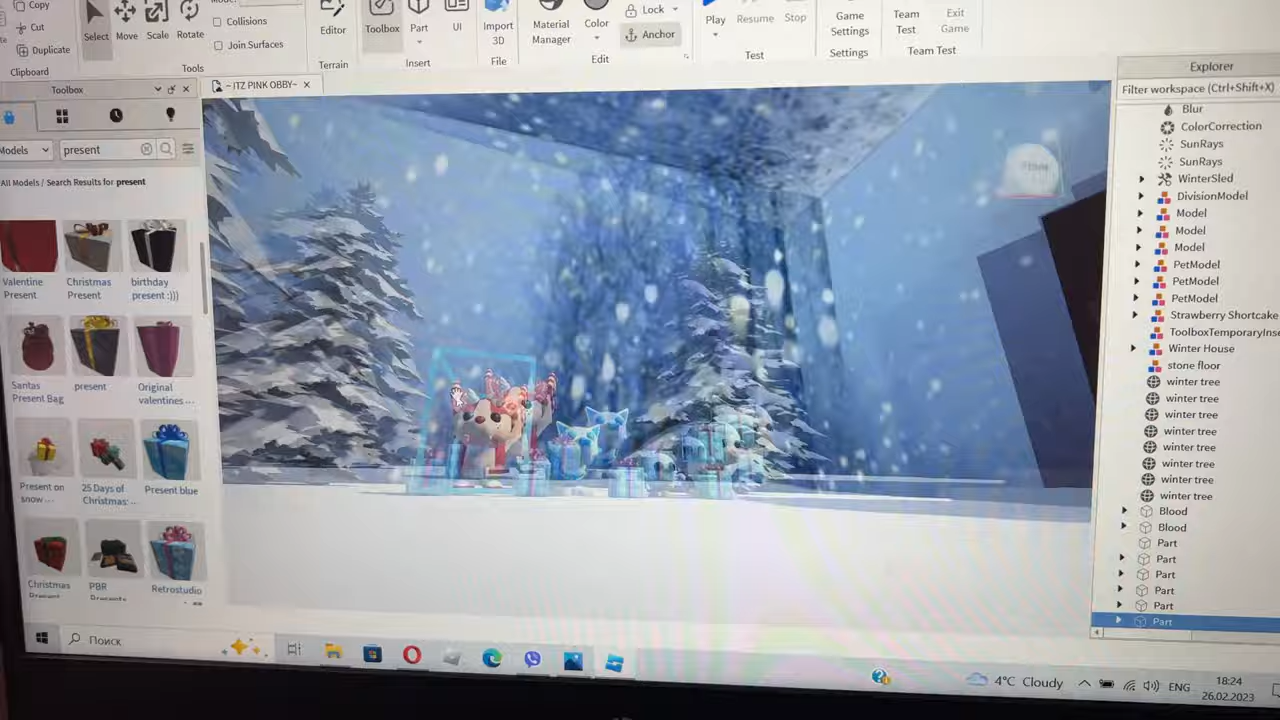 Copy
Cut
Duplicate
Clipboard
Select
Move
Scale
Rotate
Collisions
Join Surfaces
Tools
Editor
Terrain
Toolbox
Part
UI
Insert
Import
3D
File
Material
Manager
Color
Lock
Anchor
Edit
Play
Resume
Stop
Test
Game
Settings
Settings
Team
Test
Exit
Game
Team Test
Toolbox
~ ITZ PINK OBBY~
Models
present
All Models / Search Results for present
Valentine
Present
Christmas
Present
birthday
present :)))
Santas
Present Bag
present
Original
valentines ...
Present on
snow ...
25 Days of
Christmas: ...
Present blue
Christmas
PBR
Retrostudio
Explorer
Filter workspace (Ctrl+Shift+X)
Blur
ColorCorrection
SunRays
SunRays
WinterSled
DivisionModel
Model
Model
Model
PetModel
PetModel
PetModel
Strawberry Shortcake
ToolboxTemporaryIns
Winter House
stone floor
winter tree
winter tree
winter tree
winter tree
winter tree
winter tree
winter tree
winter tree
Blood
Blood
Part
Part
Part
Part
Part
Part
Поиск
4°C Cloudy
ENG
18:24
26.02.2023